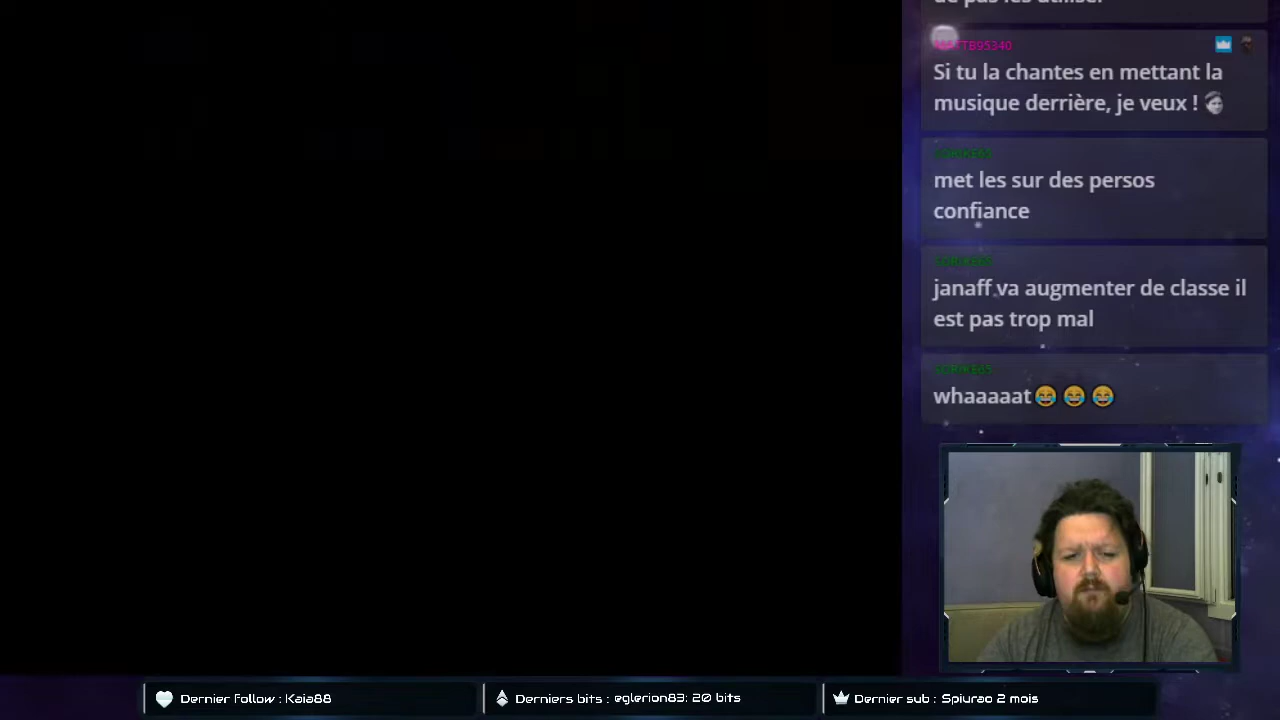 Si tu la chantes en mettant la
musique derrière, je veux !
met les sur des persos
confiance
janaff va augmenter de classe il
est pas trop mal
whaaaaat😂 😂 😂
Dernier Follow : Kaia88
Derniers bits : eglerion83: 20 bits
Dernier sub : Spiurao 2 mois